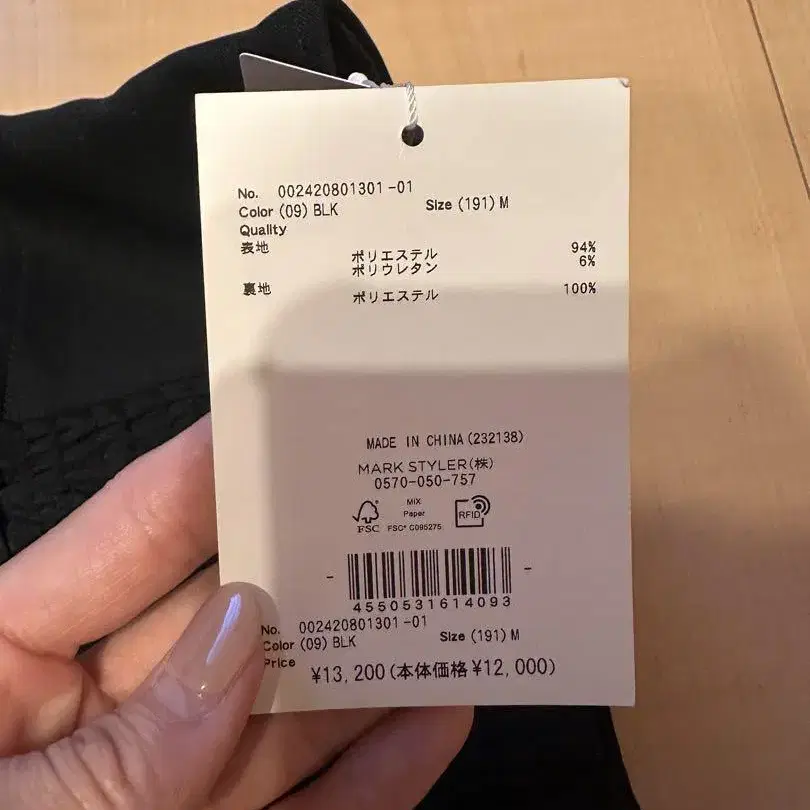 No. 002420801301-01
Color (09) BLK Size (191) M
Quality
表地 ポリエステル 94%
ポリウレタン 6%
裏地 ポリエステル 100%
MADE IN CHINA(232138)
MARK STYLER(株)
0570-050-757
FSC
MIX
Paper
FSC® C095275
RFID
4550531614093
No. 002420801301-01
Color (09) BLK Size (191) M
Price ¥13,200(本体価格¥12,000)